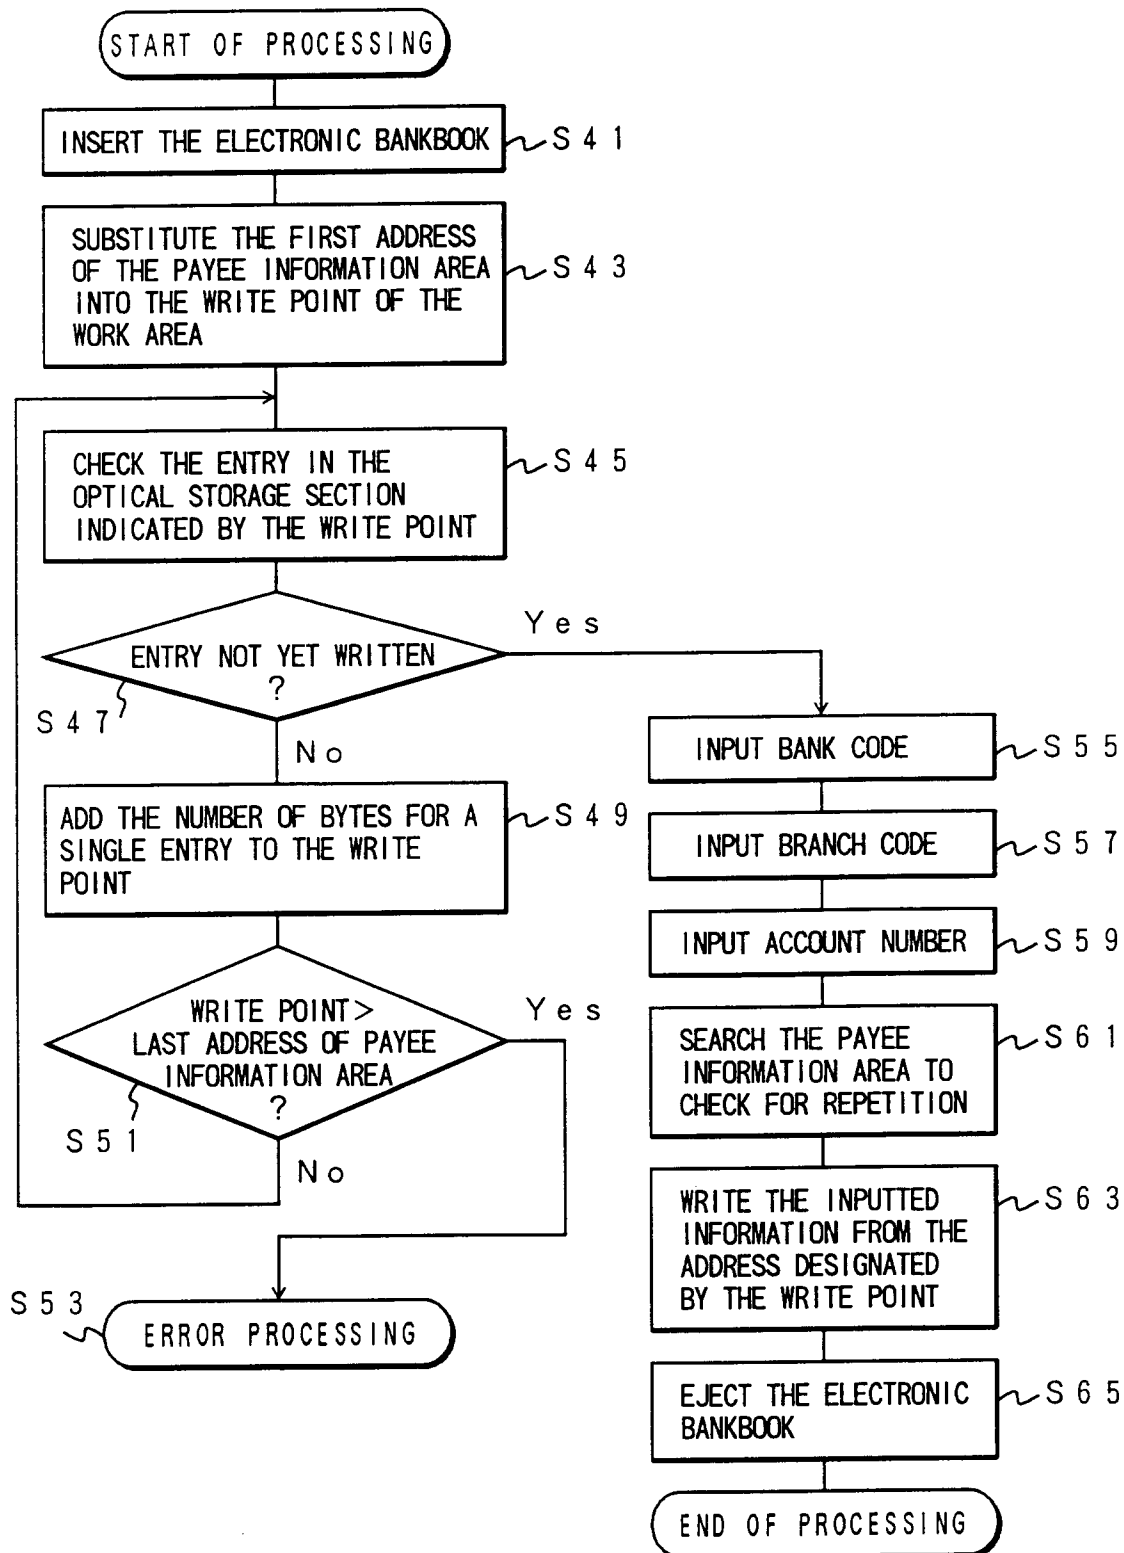 START OF PROCESSING
INSERT THE ELECTRONIC BANKBOOK
S41
SUBSTITUTE THE FIRST ADDRESS
OF THE PAYEE INFORMATION AREA
INTO THE WRITE POINT OF THE
WORK AREA
S43
CHECK THE ENTRY IN THE
OPTICAL STORAGE SECTION
INDICATED BY THE WRITE POINT
S45
ENTRY NOT YET WRITTEN
?
S47
Yes
No
ADD THE NUMBER OF BYTES FOR A
SINGLE ENTRY TO THE WRITE
POINT
S49
WRITE POINT>
LAST ADDRESS OF PAYEE
INFORMATION AREA
?
S51
Yes
No
S53
ERROR PROCESSING
INPUT BANK CODE
S55
INPUT BRANCH CODE
S57
INPUT ACCOUNT NUMBER
S59
SEARCH THE PAYEE
INFORMATION AREA TO
CHECK FOR REPETITION
S61
WRITE THE INPUTTED
INFORMATION FROM THE
ADDRESS DESIGNATED
BY THE WRITE POINT
S63
EJECT THE ELECTRONIC
BANKBOOK
S65
END OF PROCESSING